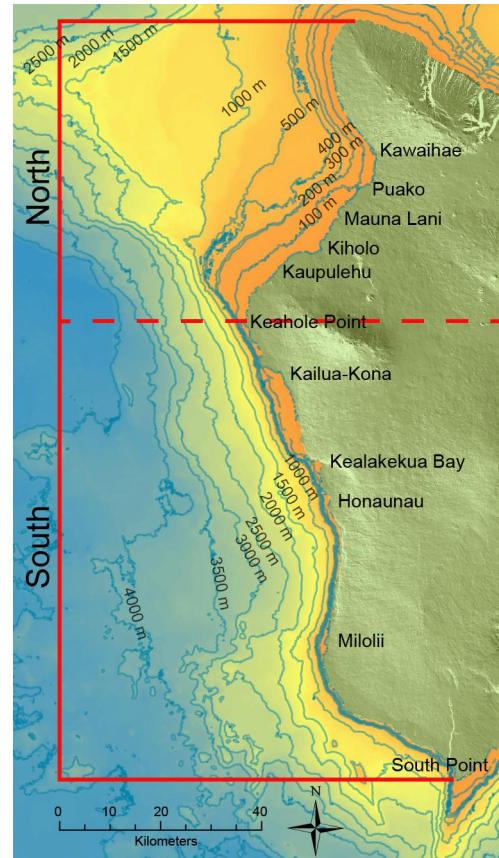 2500 m
2000 m
1500 m
1000 m
500 m
400 m
300 m
200 m
100 m
North
Kawaihae
Puako
Mauna Lani
Kiholo
Kaupulehu
Keahole Point
Kailua-Kona
Kealakekua Bay
Honaunau
1000 m
1500 m
2000 m
2500 m
3000 m
3500 m
4000 m
South
Milolii
South Point
0 20 40
Kilometers
N